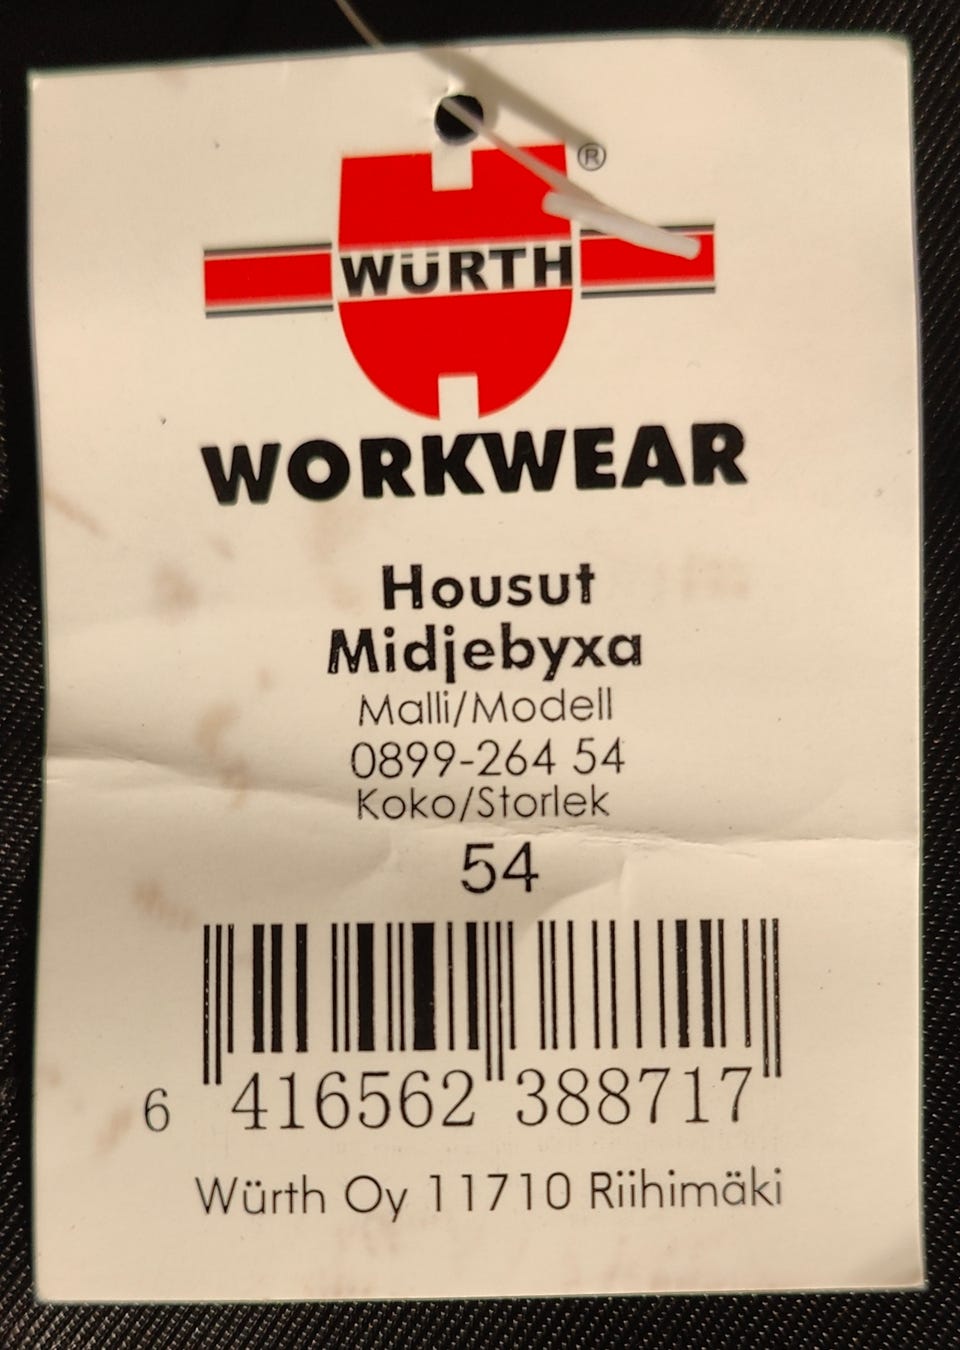 ®
WÜRTH
WORKWEAR
Housut
Midjebyxa
Malli/Modell
0899-264 54
Koko/Storlek
54
6 416562 388717
Würth Oy 11710 Riihimäki